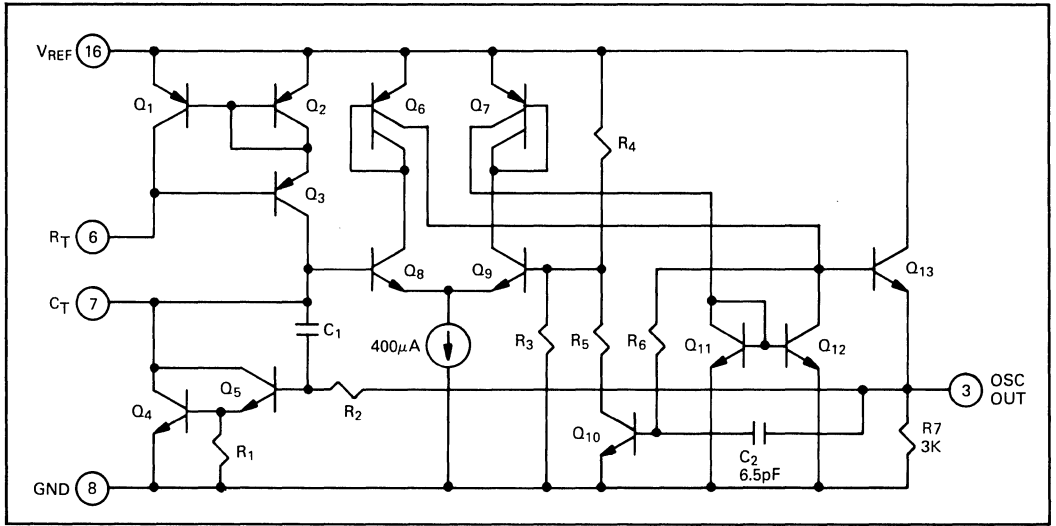 VREF 16
Q1
Q2
Q6
Q7
R4
Q3
RT 6
Q8
Q9
Q13
CT 7
C1
400μA
R3
R5
R6
Q11
Q12
Q5
Q4
R2
3 OSC OUT
R1
Q10
C2
6.5pF
R7
3K
GND 8